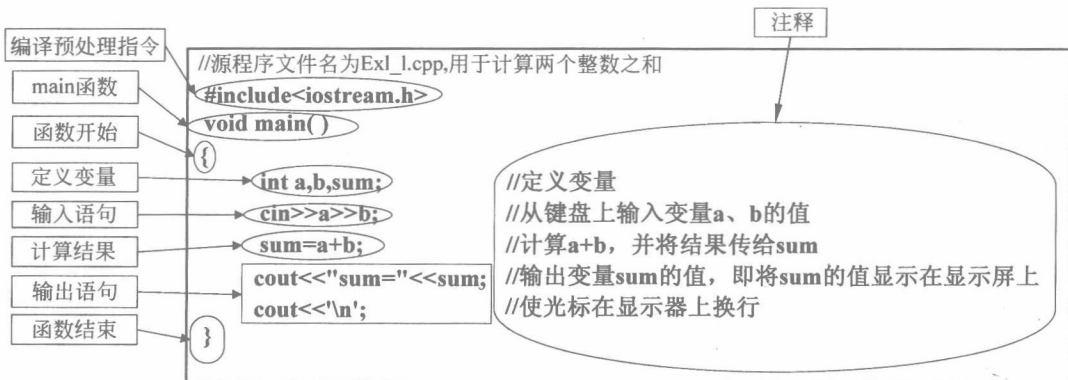 注释
编译预处理指令
//源程序文件名为Ex1_1.cpp,用于计算两个整数之和
main函数
#include<iostream.h>
void main( )
函数开始
{
定义变量
int a,b,sum;
//定义变量
输入语句
cin>>a>>b;
//从键盘上输入变量a、b的值
计算结果
sum=a+b;
//计算a+b，并将结果传给sum
输出语句
cout<<"sum="<<sum;
//输出变量sum的值，即将sum的值显示在显示屏上
cout<<'\n';
//使光标在显示器上换行
函数结束
}